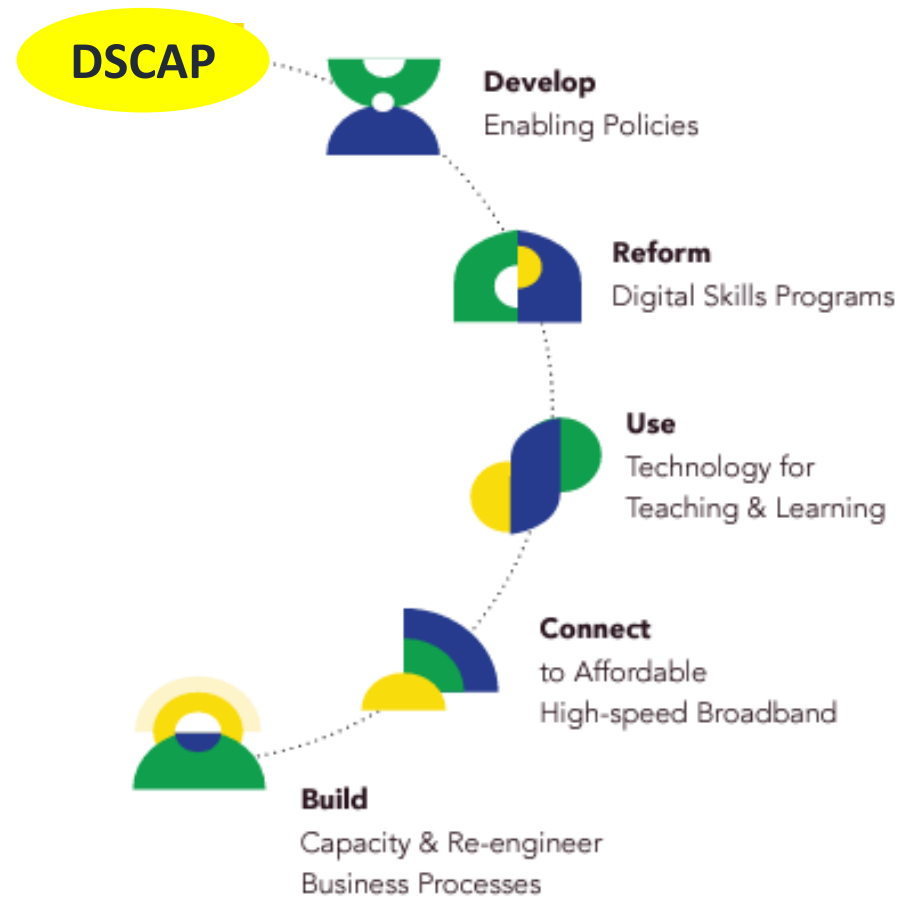 DSCAP
Develop
Enabling Policies
Reform
Digital Skills Programs
Use
Technology for
Teaching & Learning
Connect
to Affordable
High-speed Broadband
Build
Capacity & Re-engineer
Business Processes